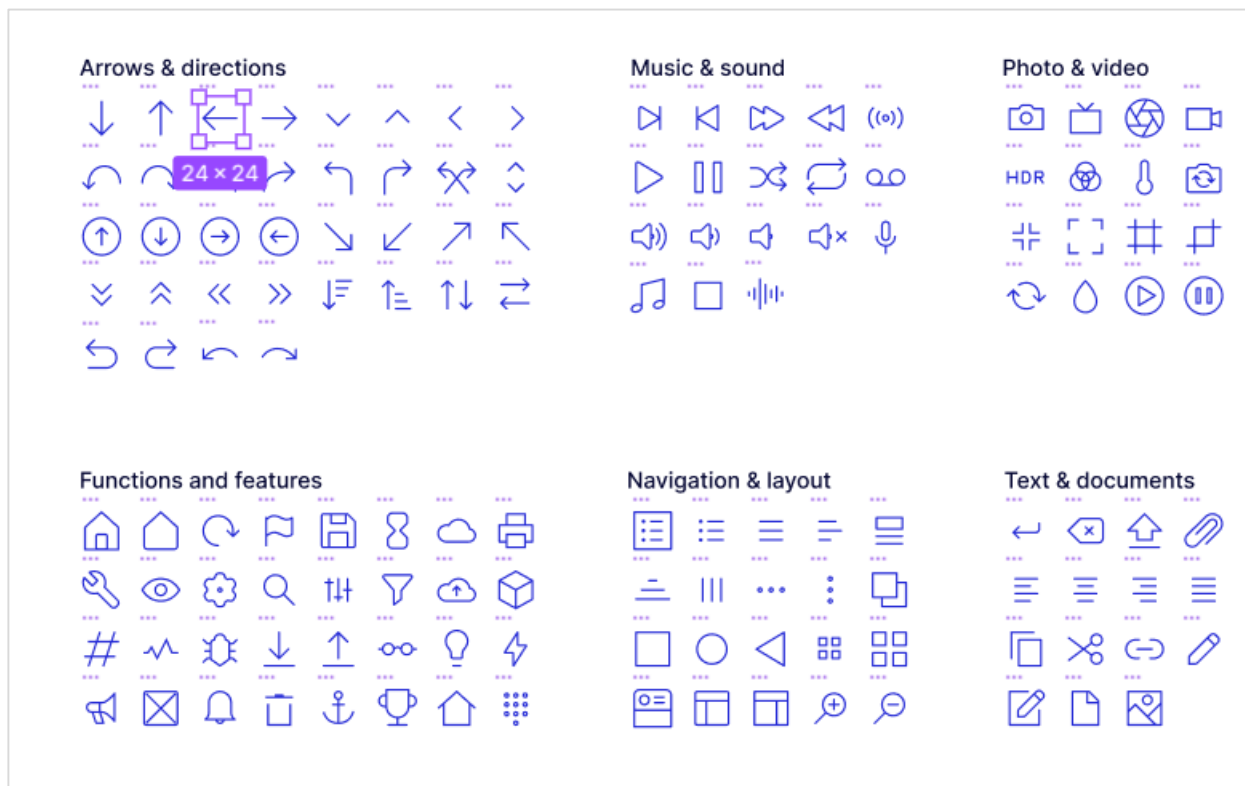 Arrows & directions
Music & sound
Photo & video
24 × 24
HDR
Functions and features
Navigation & layout
Text & documents